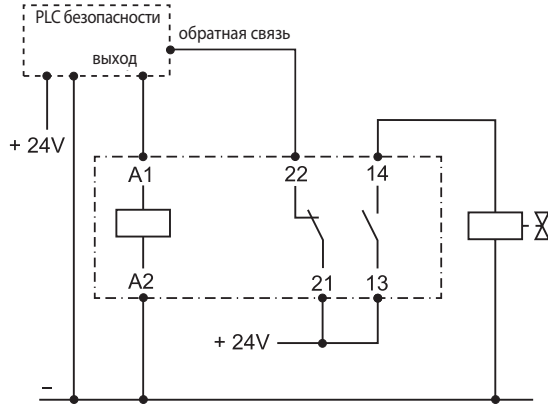 PLC безопасности
обратная связь
выход
+ 24V
A1
22
14
A2
21
13
+ 24V
–